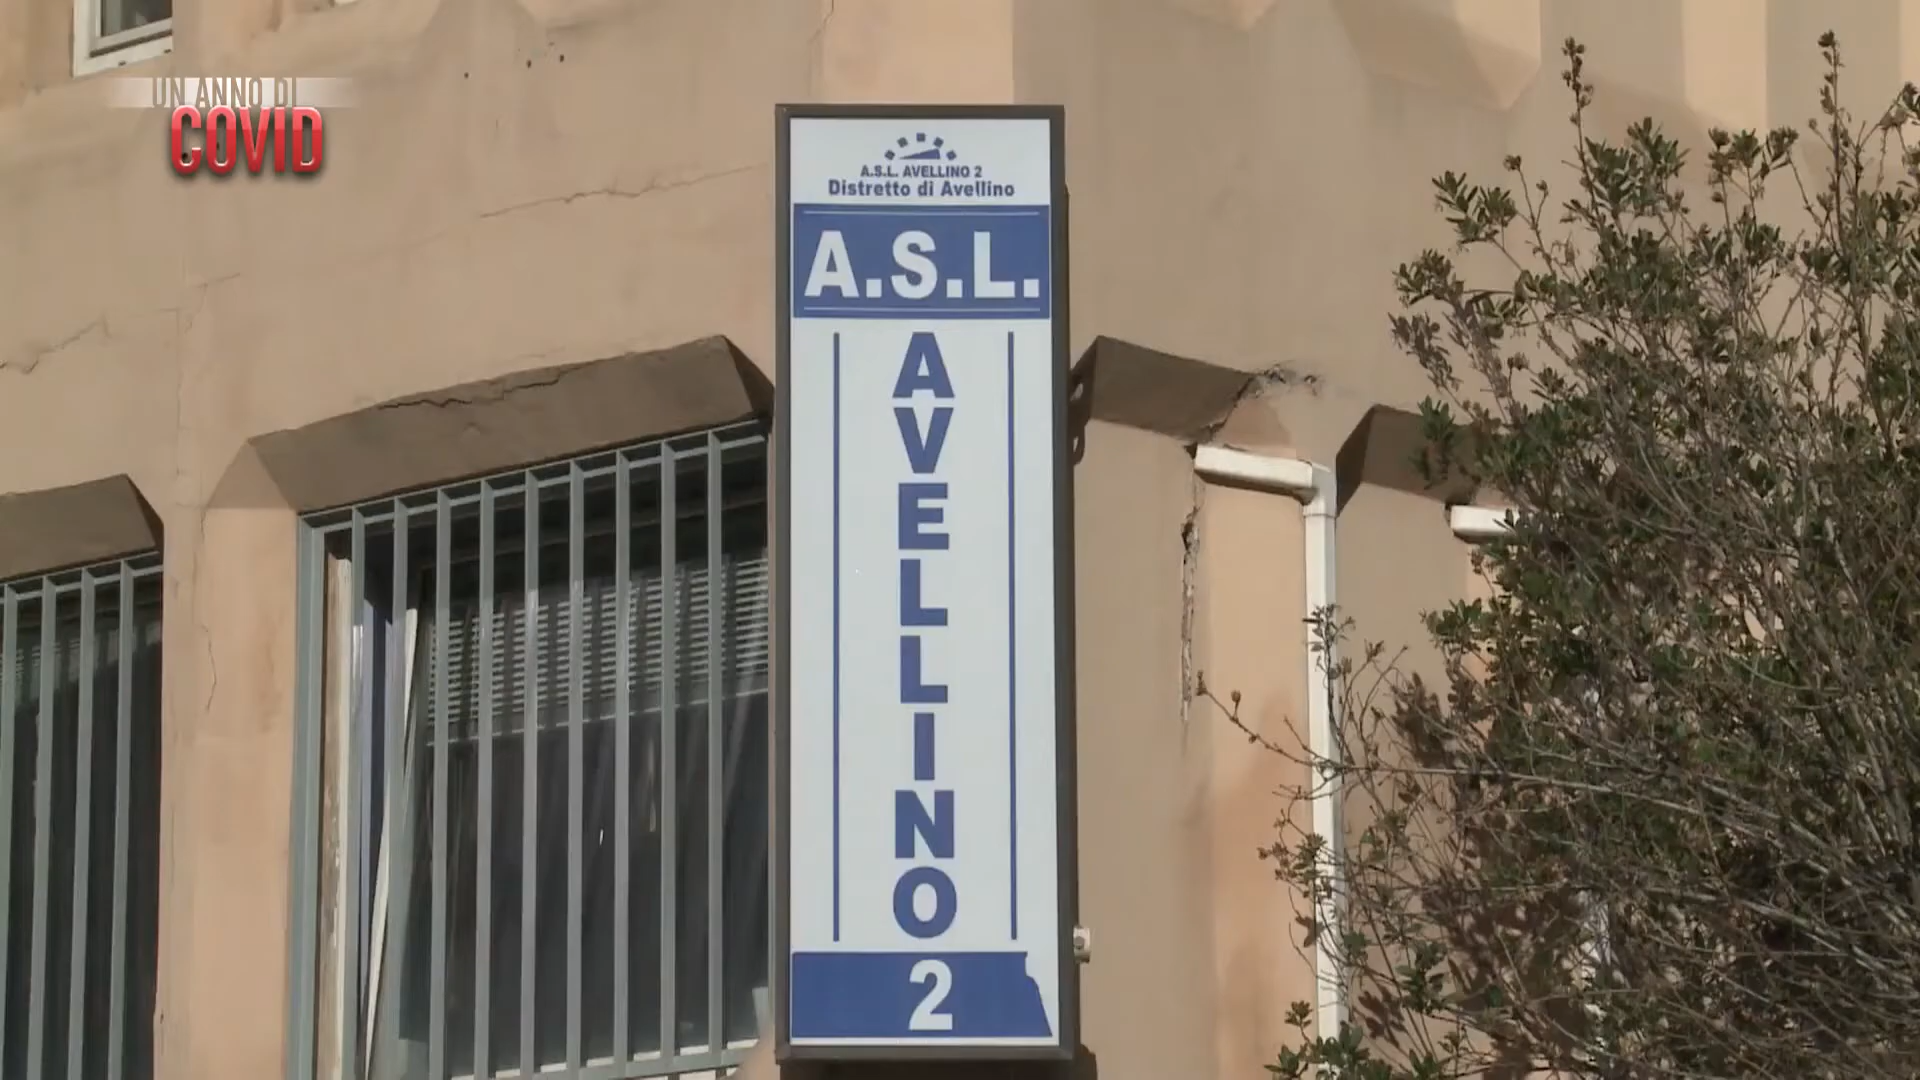 UN ANNO DI
COVID
A.S.L. AVELLINO 2
Distretto di Avellino
A.S.L.
AVELLINO
2